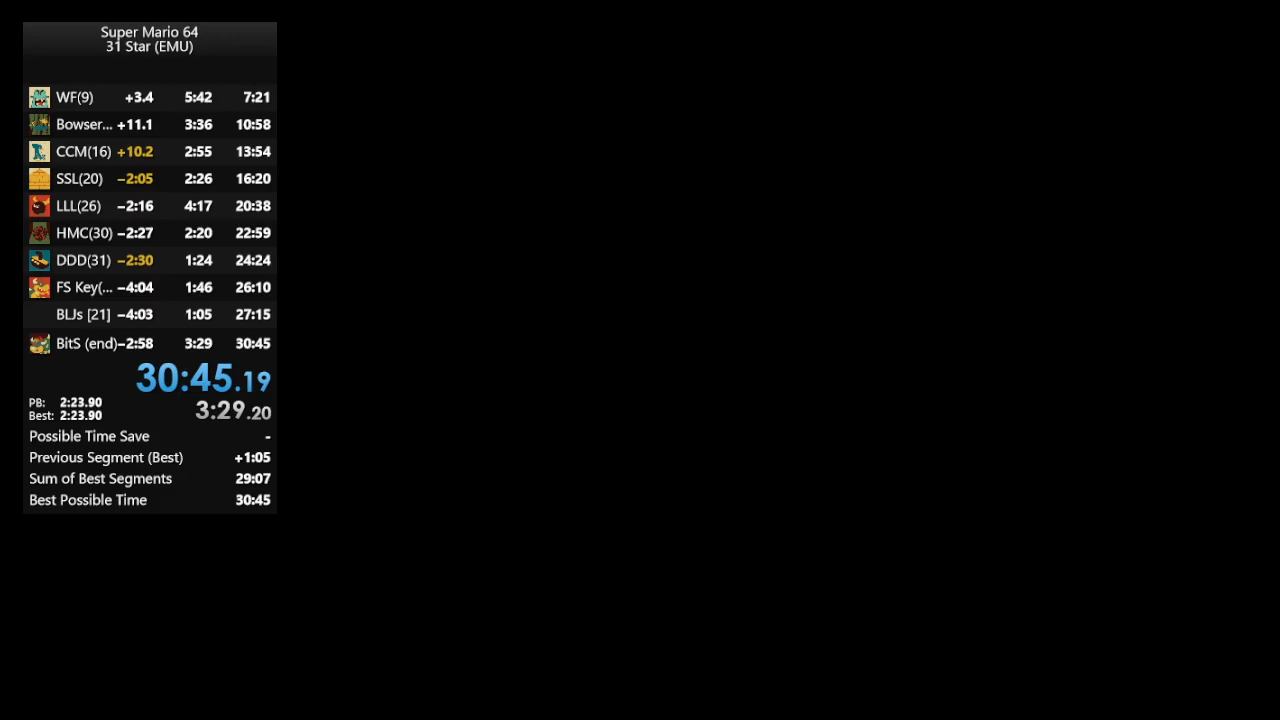 Super Mario 64
31 Star (EMU)
WF(9) +3.4 5:42 7:21
Bowser... +11.1 3:36 10:58
CCM(16) +10.2 2:55 13:54
SSL(20) −2:05 2:26 16:20
LLL(26) −2:16 4:17 20:38
HMC(30) −2:27 2:20 22:59
DDD(31) −2:30 1:24 24:24
FS Key(... −4:04 1:46 26:10
BLJs [21] −4:03 1:05 27:15
BitS (end) −2:58 3:29 30:45
30:45.19
PB: 2:23.90
Best: 2:23.90
3:29.20
Possible Time Save -
Previous Segment (Best) +1:05
Sum of Best Segments 29:07
Best Possible Time 30:45